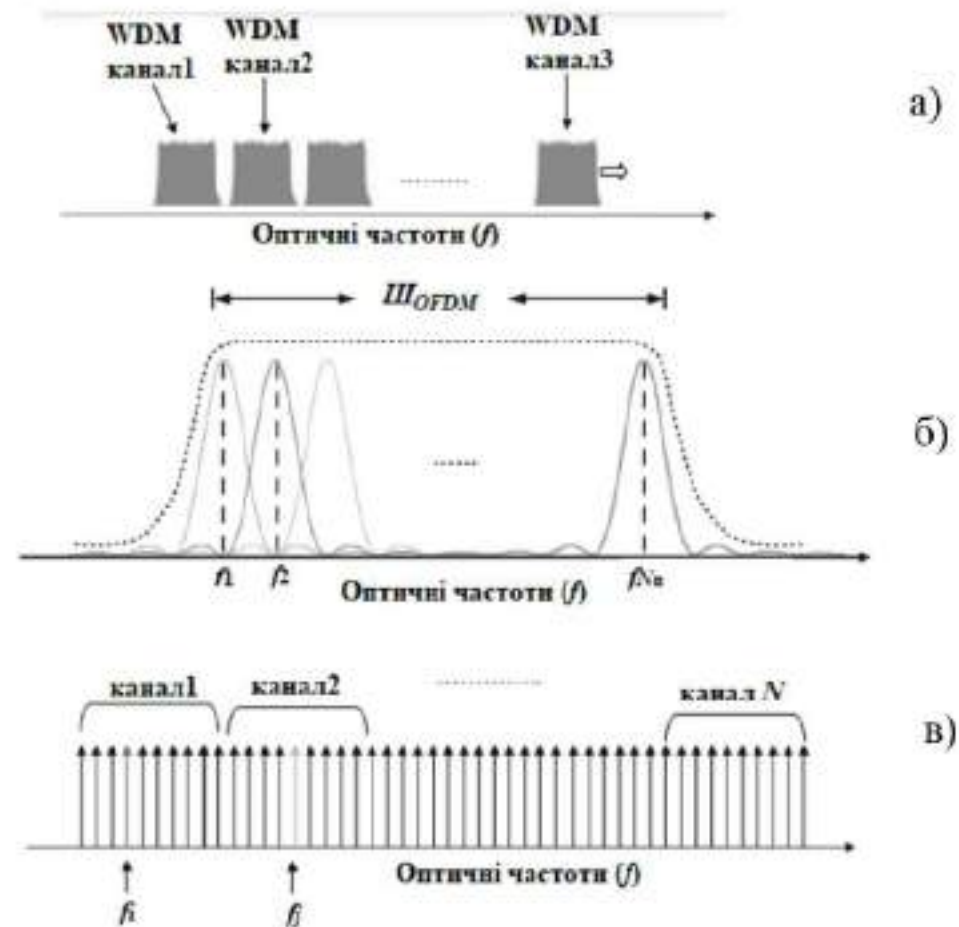 WDM
канал1
WDM
канал2
WDM
канал3
а)
Оптичні частоти (f)
Ш_OFDM
б)
f1 f2 fNп
Оптичні частоти (f)
канал1 канал2 канал N
в)
Оптичні частоти (f)
fi fj